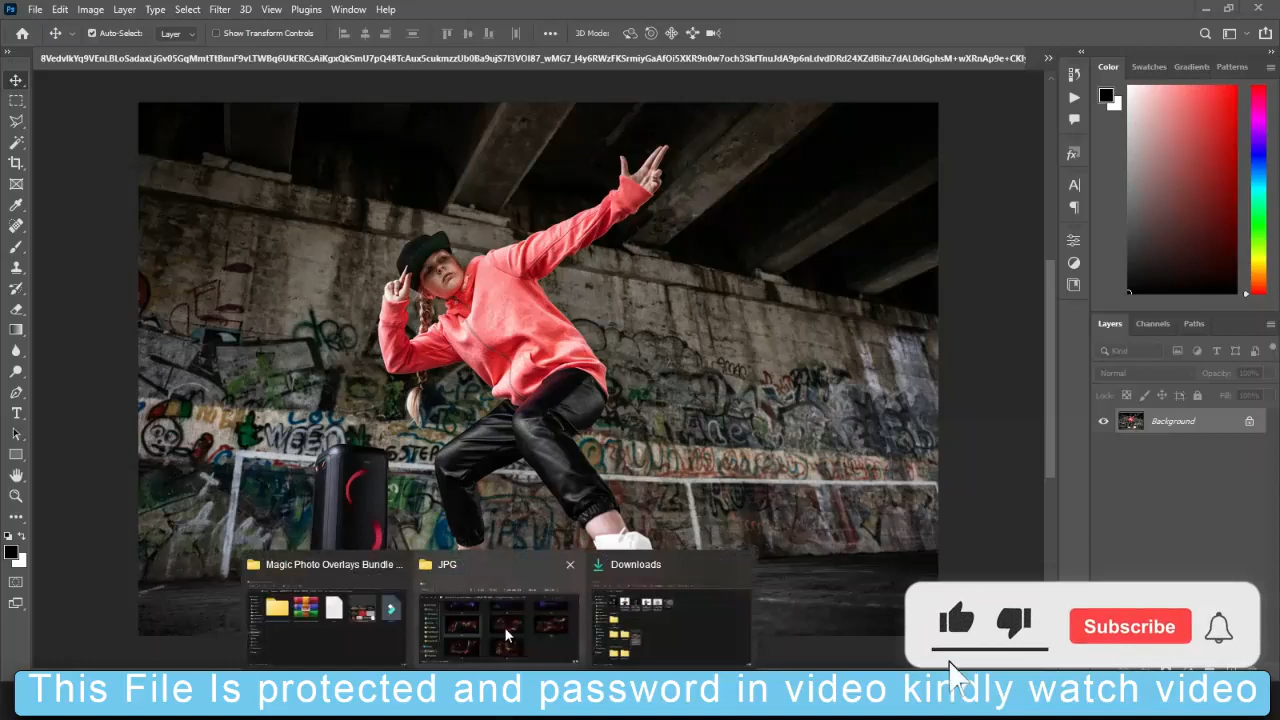 File Edit Image Layer Type Select Filter 3D View Plugins Window Help
Auto-Select: Layer Show Transform Controls 3D Mode:
Color Swatches Gradients Patterns
Layers Channels Paths
Kind
Normal Opacity: 100%
Lock: Fill: 100%
Background
Magic Photo Overlays Bundle ... JPG Downloads
Subscribe
This File Is protected and password in video kindly watch video